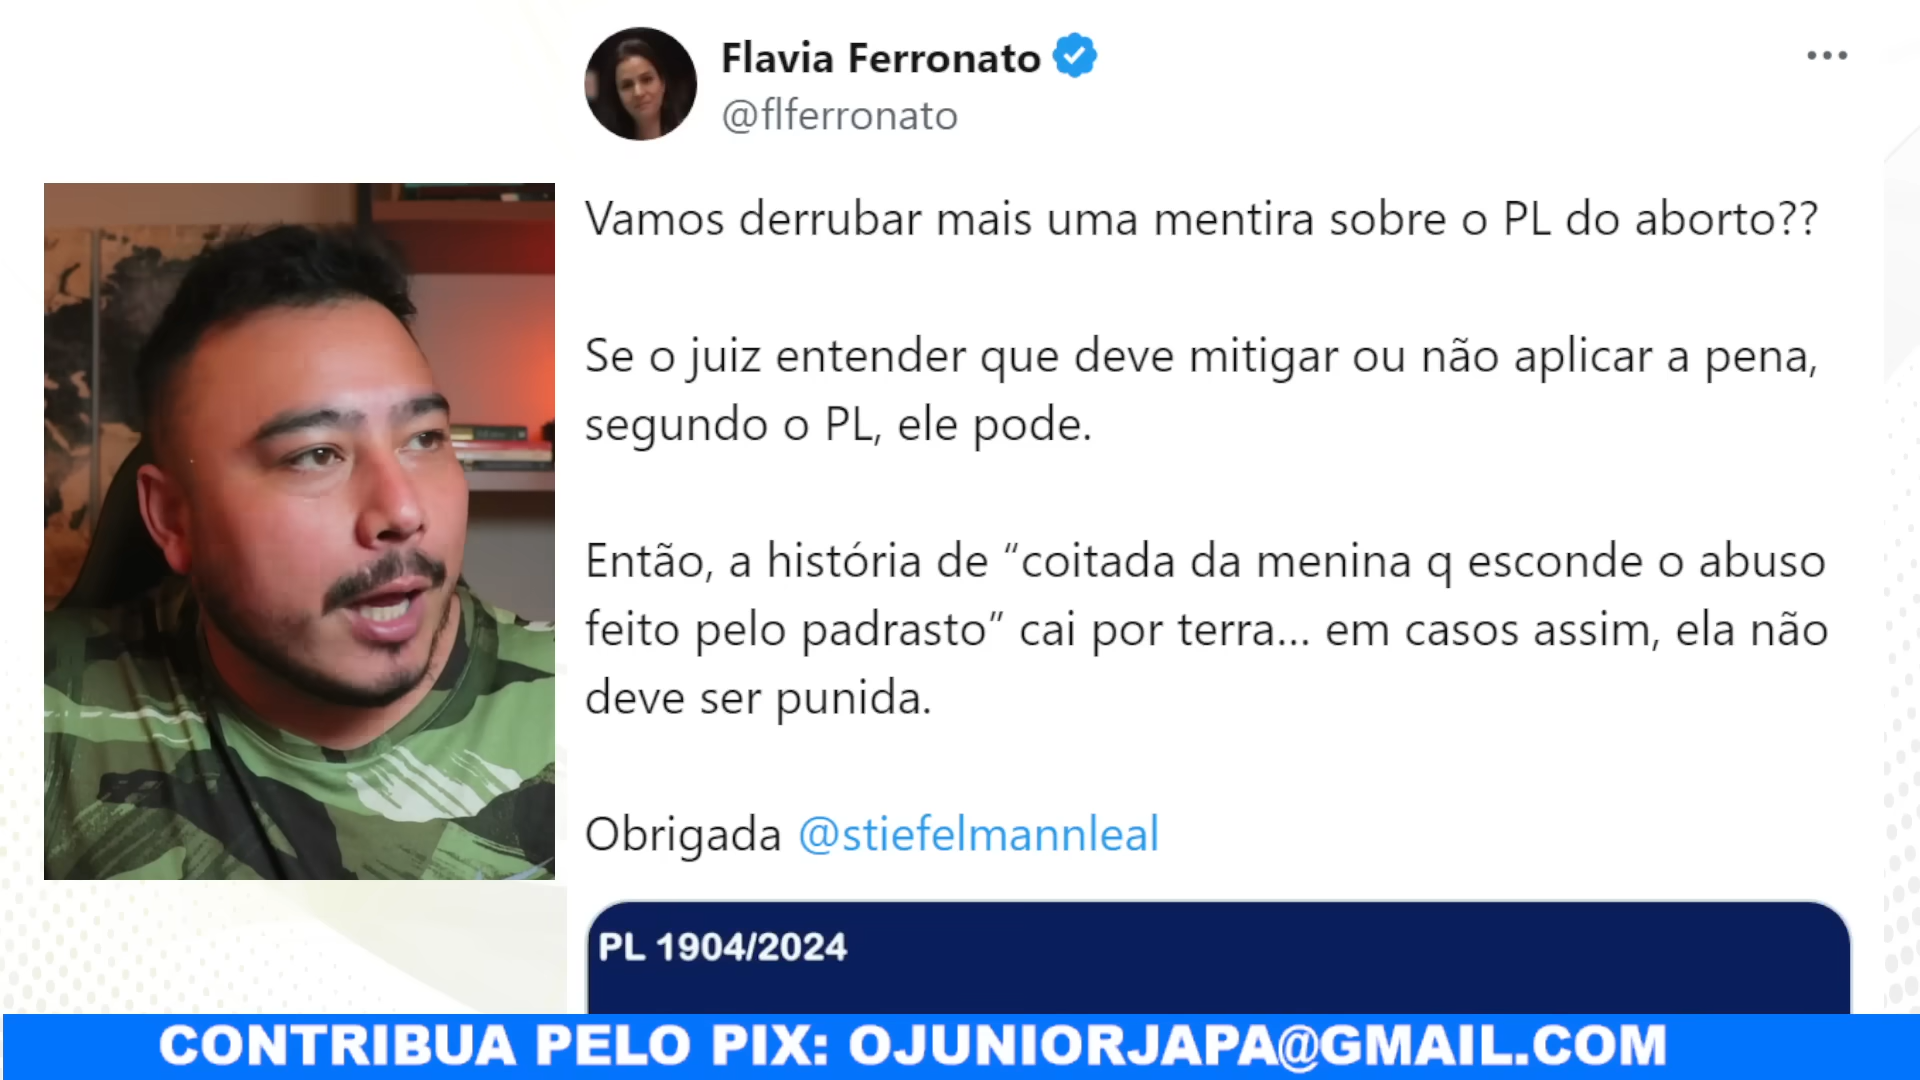 Flavia Ferronato
@flferronato
Vamos derrubar mais uma mentira sobre o PL do aborto??
Se o juiz entender que deve mitigar ou não aplicar a pena,
segundo o PL, ele pode.
Então, a história de “coitada da menina q esconde o abuso
feito pelo padrasto” cai por terra... em casos assim, ela não
deve ser punida.
Obrigada @stiefelmannleal
PL 1904/2024
CONTRIBUA PELO PIX: OJUNIORJAPA@GMAIL.COM